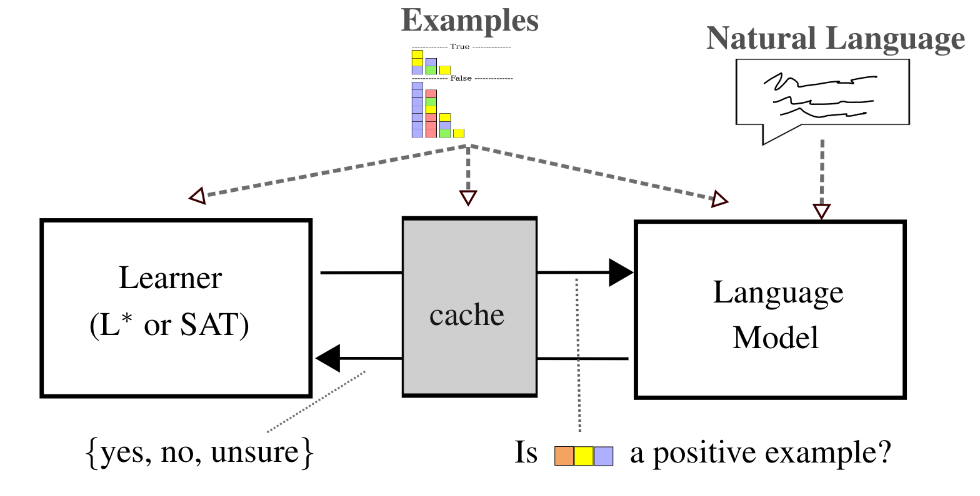 Examples
True
False
Natural Language
Learner
(L* or SAT)
cache
Language
Model
{yes, no, unsure}
Is a positive example?